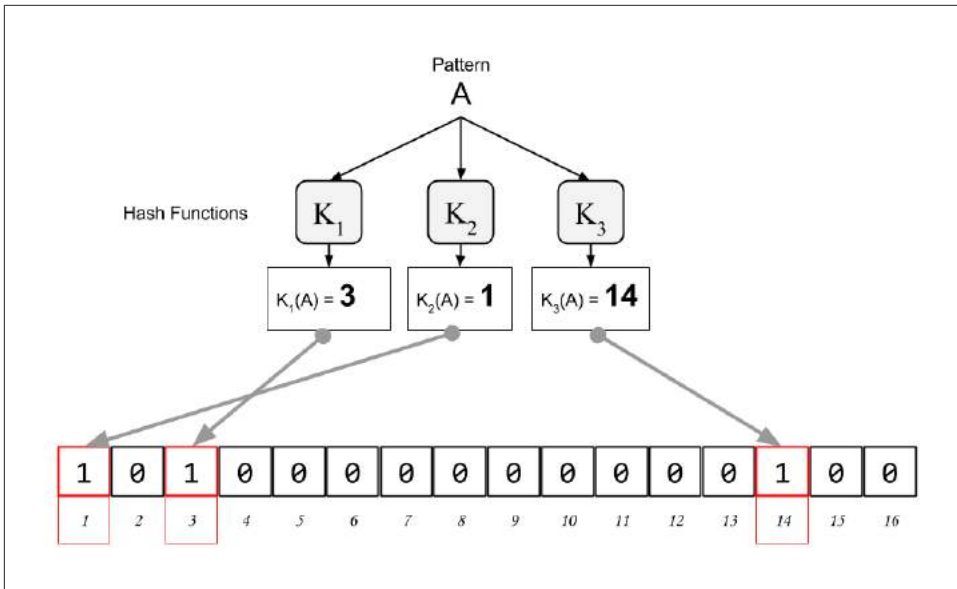 Pattern
A
Hash Functions
K₁ K₂ K₃
K₁(A) = 3 K₂(A) = 1 K₃(A) = 14
1 0 1 0 0 0 0 0 0 0 0 0 0 1 0 0
1 2 3 4 5 6 7 8 9 10 11 12 13 14 15 16